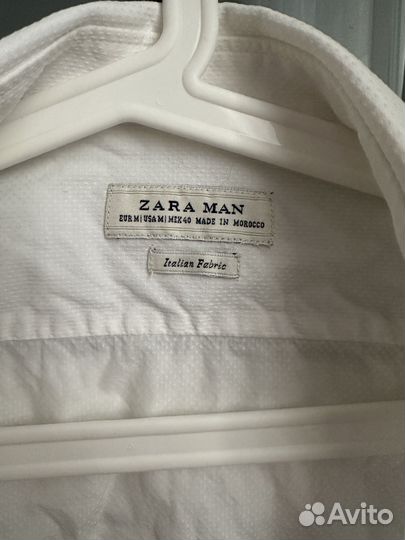 ZARA MAN
EUR M | USA M | MEX 40 MADE IN MOROCCO
Italian Fabric
Avito